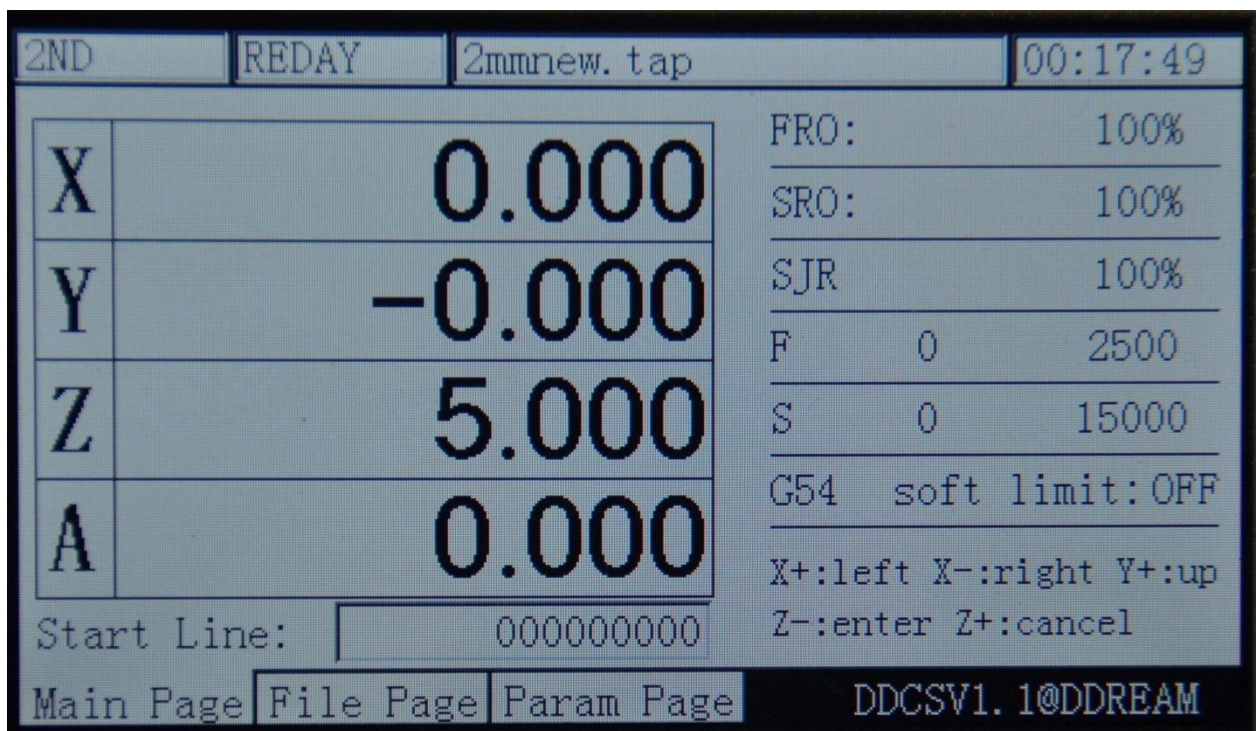 2ND REDAY 2mmnew.tap 00:17:49
X 0.000
Y -0.000
Z 5.000
A 0.000
Start Line: 000000000
FRO: 100%
SRO: 100%
SJR 100%
F 0 2500
S 0 15000
G54 soft limit:OFF
X+:left X-:right Y+:up
Z-:enter Z+:cancel
Main Page File Page Param Page DDCSV1.1@DDREAM